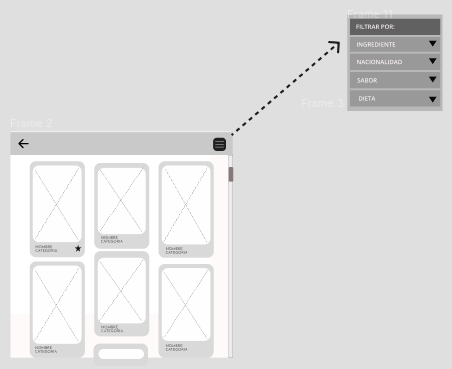 Frame 11
FILTRAR POR:
INGREDIENTE
NACIONALIDAD
SABOR
DIETA
Frame 3
Frame 2
NOMBRE
CATEGORIA
NOMBRE
CATEGORIA
NOMBRE
CATEGORIA
NOMBRE
CATEGORIA
NOMBRE
CATEGORIA
NOMBRE
CATEGORIA